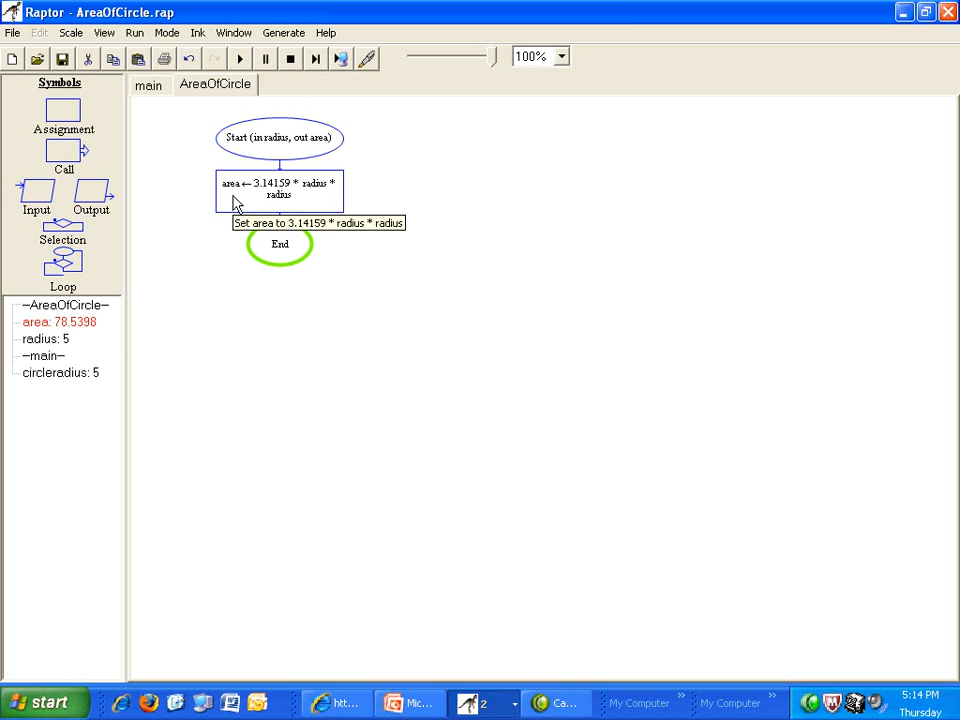 Raptor - AreaOfCircle.rap
File Edit Scale View Run Mode Ink Window Generate Help
100%
Symbols
main AreaOfCircle
Assignment
Call
Input Output
Selection
Loop
Start (in radius, out area)
area ← 3.14159 * radius *
radius
Set area to 3.14159 * radius * radius
End
—AreaOfCircle—
area: 78.5398
radius: 5
—main—
circleradius: 5
start
htt...
Mic...
2
Ca...
My Computer »
My Computer »
5:14 PM
Thursday